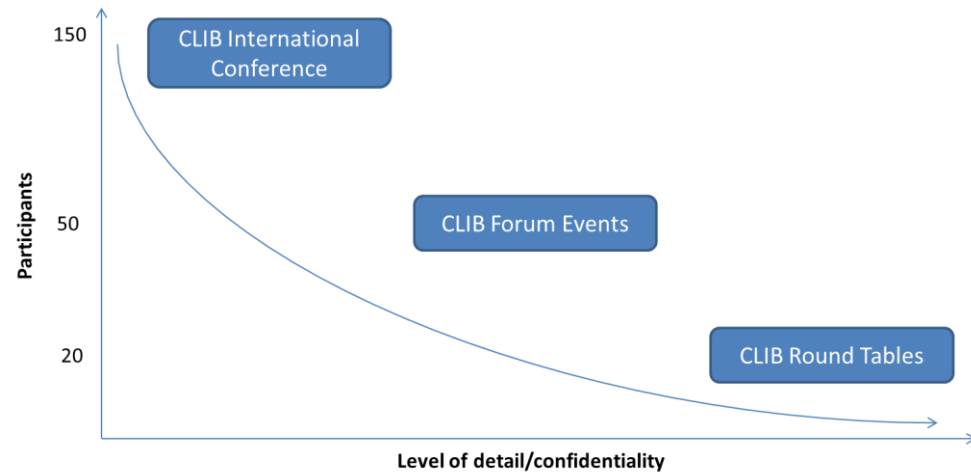 150
CLIB International
Conference
Participants
50
CLIB Forum Events
20
CLIB Round Tables
Level of detail/confidentiality